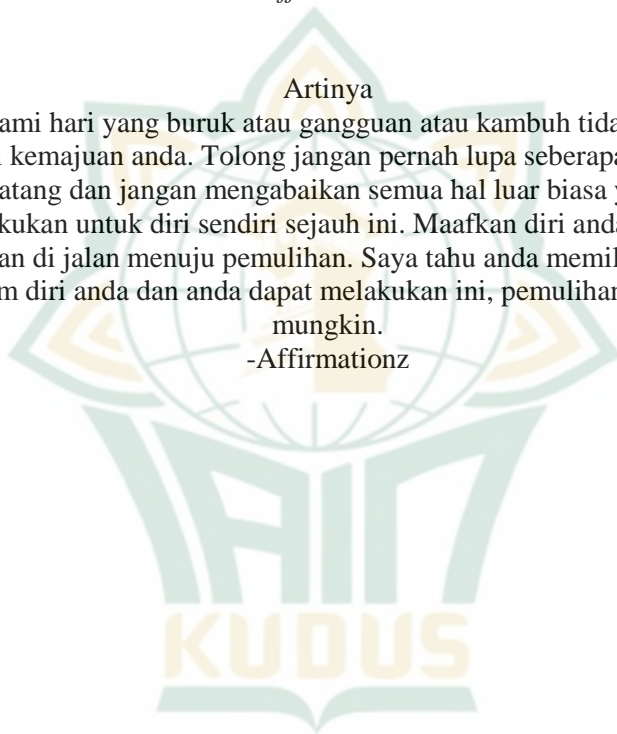 Artinya
ami hari yang buruk atau gangguan atau kambuh tida
kemajuan anda. Tolong jangan pernah lupa seberapa
atang dan jangan mengabaikan semua hal luar biasa y
kukan untuk diri sendiri sejauh ini. Maafkan diri anda
an di jalan menuju pemulihan. Saya tahu anda memil
m diri anda dan anda dapat melakukan ini, pemulihan
mungkin.
-Affirmationz
IAIN
KUDUS